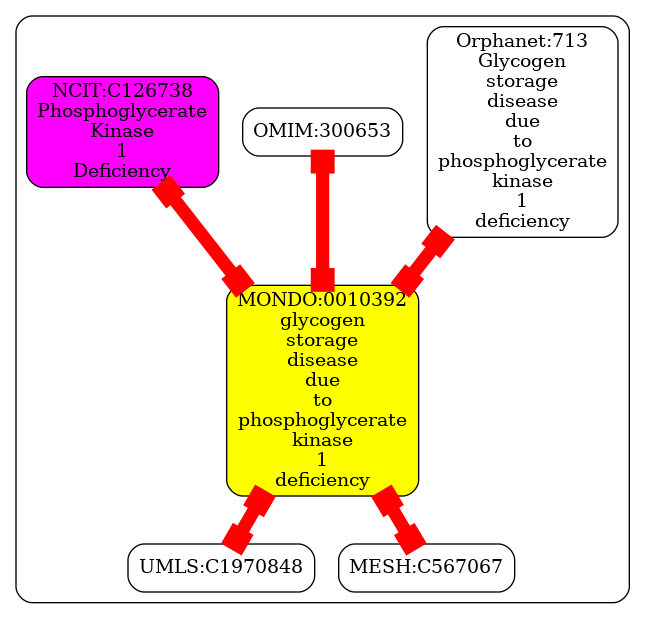 NCIT:C126738
Phosphoglycerate
Kinase
1
Deficiency
OMIM:300653
Orphanet:713
Glycogen
storage
disease
due
to
phosphoglycerate
kinase
1
deficiency
MONDO:0010392
glycogen
storage
disease
due
to
phosphoglycerate
kinase
1
deficiency
UMLS:C1970848
MESH:C567067